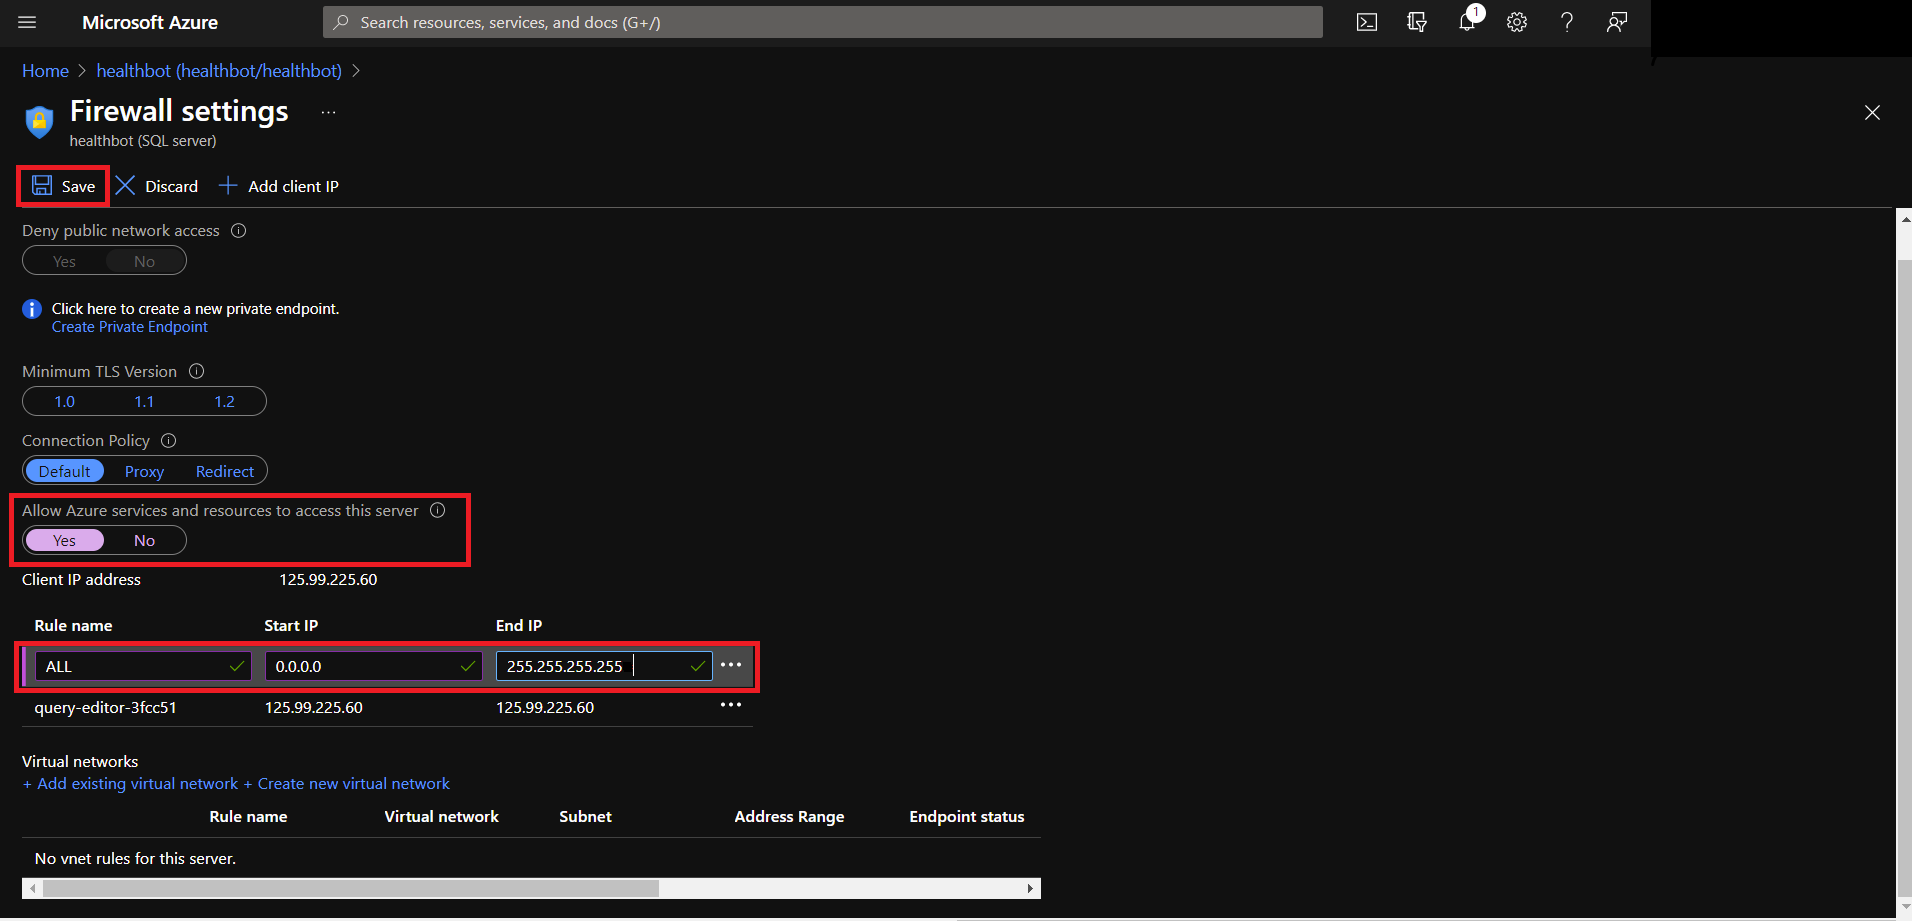 Microsoft Azure
Search resources, services, and docs (G+/)
1
Home > healthbot (healthbot/healthbot) >
Firewall settings ...
healthbot (SQL server)
Save Discard + Add client IP
Deny public network access
Yes No
Click here to create a new private endpoint.
Create Private Endpoint
Minimum TLS Version
1.0 1.1 1.2
Connection Policy
Default Proxy Redirect
Allow Azure services and resources to access this server
Yes No
Client IP address 125.99.225.60
Rule name Start IP End IP
ALL 0.0.0.0 255.255.255.255 ...
query-editor-3fcc51 125.99.225.60 125.99.225.60 ...
Virtual networks
+ Add existing virtual network + Create new virtual network
Rule name Virtual network Subnet Address Range Endpoint status
No vnet rules for this server.